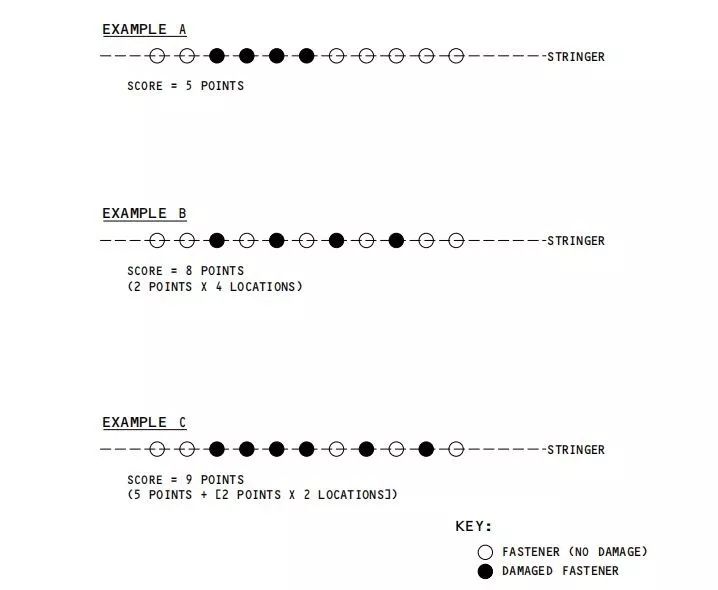 EXAMPLE A
STRINGER
SCORE = 5 POINTS
EXAMPLE B
STRINGER
SCORE = 8 POINTS
(2 POINTS X 4 LOCATIONS)
EXAMPLE C
STRINGER
SCORE = 9 POINTS
(5 POINTS + [2 POINTS X 2 LOCATIONS])
KEY:
FASTENER (NO DAMAGE)
DAMAGED FASTENER